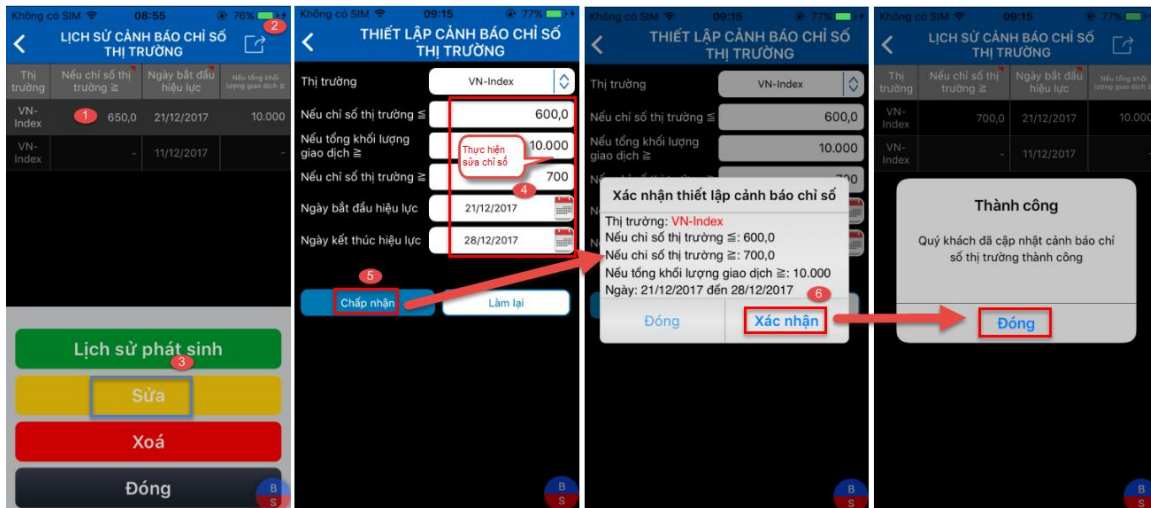 Không có SIM 08:55 76%
2
LỊCH SỬ CẢNH BÁO CHỈ SỐ
THỊ TRƯỜNG
Thị trường
Nếu chỉ số thị trường ≧
Ngày bắt đầu hiệu lực
Nếu tổng khối lượng giao dịch ≧
VN-Index 1 650,0 21/12/2017 10.000
VN-Index - 11/12/2017 -
Lịch sử phát sinh
3
Sửa
Xoá
Đóng
B
S
Không có SIM 09:15 77%
THIẾT LẬP CẢNH BÁO CHỈ SỐ
THỊ TRƯỜNG
Thị trường VN-Index
Nếu chỉ số thị trường ≦ 600,0
Nếu tổng khối lượng
giao dịch ≧ 10.000
Thực hiện
sửa chỉ số
Nếu chỉ số thị trường ≧ 700
4
Ngày bắt đầu hiệu lực 21/12/2017
Ngày kết thúc hiệu lực 28/12/2017
5
Chấp nhận Làm lại
B
S
Không có SIM 09:15 77%
THIẾT LẬP CẢNH BÁO CHỈ SỐ
THỊ TRƯỜNG
Thị trường VN-Index
Nếu chỉ số thị trường ≦ 600,0
Nếu tổng khối lượng
giao dịch ≧ 10.000
700
Xác nhận thiết lập cảnh báo chỉ số
Thị trường: VN-Index
Nếu chỉ số thị trường ≦: 600,0
Nếu chỉ số thị trường ≧: 700,0
Nếu tổng khối lượng giao dịch ≧: 10.000
Ngày: 21/12/2017 đến 28/12/2017
6
Đóng Xác nhận
B
S
Không có SIM 09:15 77%
LỊCH SỬ CẢNH BÁO CHỈ SỐ
THỊ TRƯỜNG
Thị trường
Nếu chỉ số thị trường ≧
Ngày bắt đầu hiệu lực
Nếu tổng khối lượng giao dịch ≧
VN-Index 700,0 21/12/2017 10.000
VN-Index - 11/12/2017 -
Thành công
Quý khách đã cập nhật cảnh báo chỉ
số thị trường thành công
Đóng
B
S